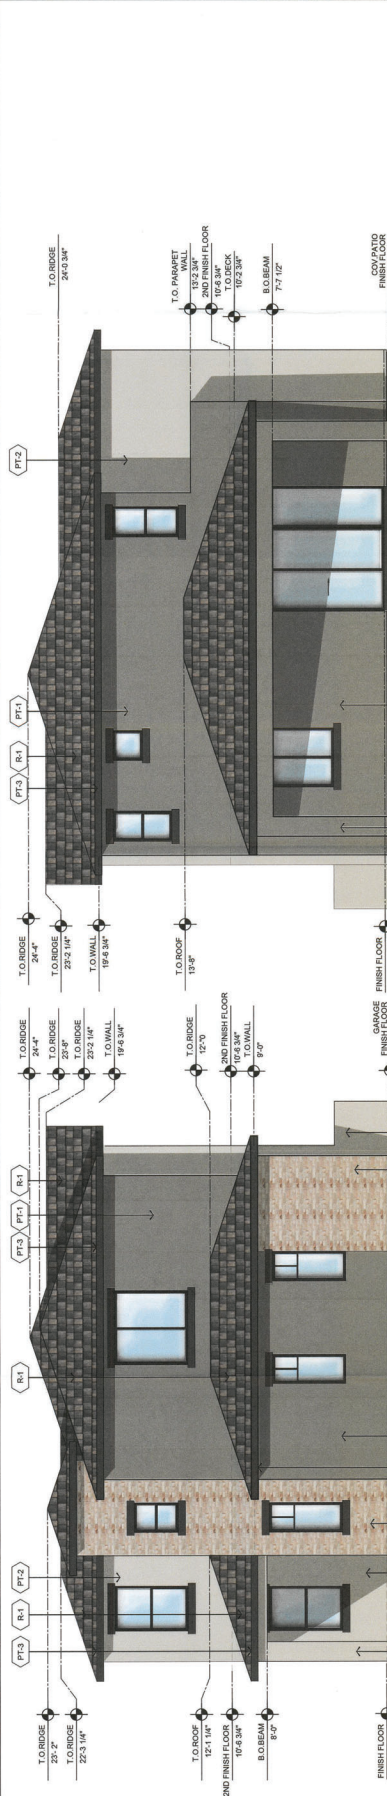 T.O.RIDGE
24'-0 3/4"
T.O. PARAPET
WALL
13'-2 3/4"
2ND FINISH FLOOR
10'-6 3/4"
T.O.DECK
10'-2 3/4"
B.O.BEAM
7'-7 1/2"
COV.PATIO
FINISH FLOOR
PT-2
PT-1
R-1
PT-3
T.O.RIDGE
24'-4"
T.O.RIDGE
23'-2 1/4"
T.O.WALL
19'-6 3/4"
T.O.ROOF
13'-8"
FINISH FLOOR
T.O.RIDGE
24'-4"
T.O.RIDGE
23'-8"
T.O.RIDGE
23'-2 1/4"
T.O.WALL
19'-6 3/4"
T.O.RIDGE
12'-"0
2ND FINISH FLOOR
10'-6 3/4"
T.O.WALL
9'-0"
GARAGE
FINISH FLOOR
R-1
PT-1
PT-3
R-1
PT-2
R-1
PT-3
T.O.RIDGE
23'- 2"
T.O.RIDGE
22'-3 1/4"
T.O.ROOF
12'-1 1/4"
2ND FINISH FLOOR
10'-6 3/4"
B.O.BEAM
8'-0"
FINISH FLOOR